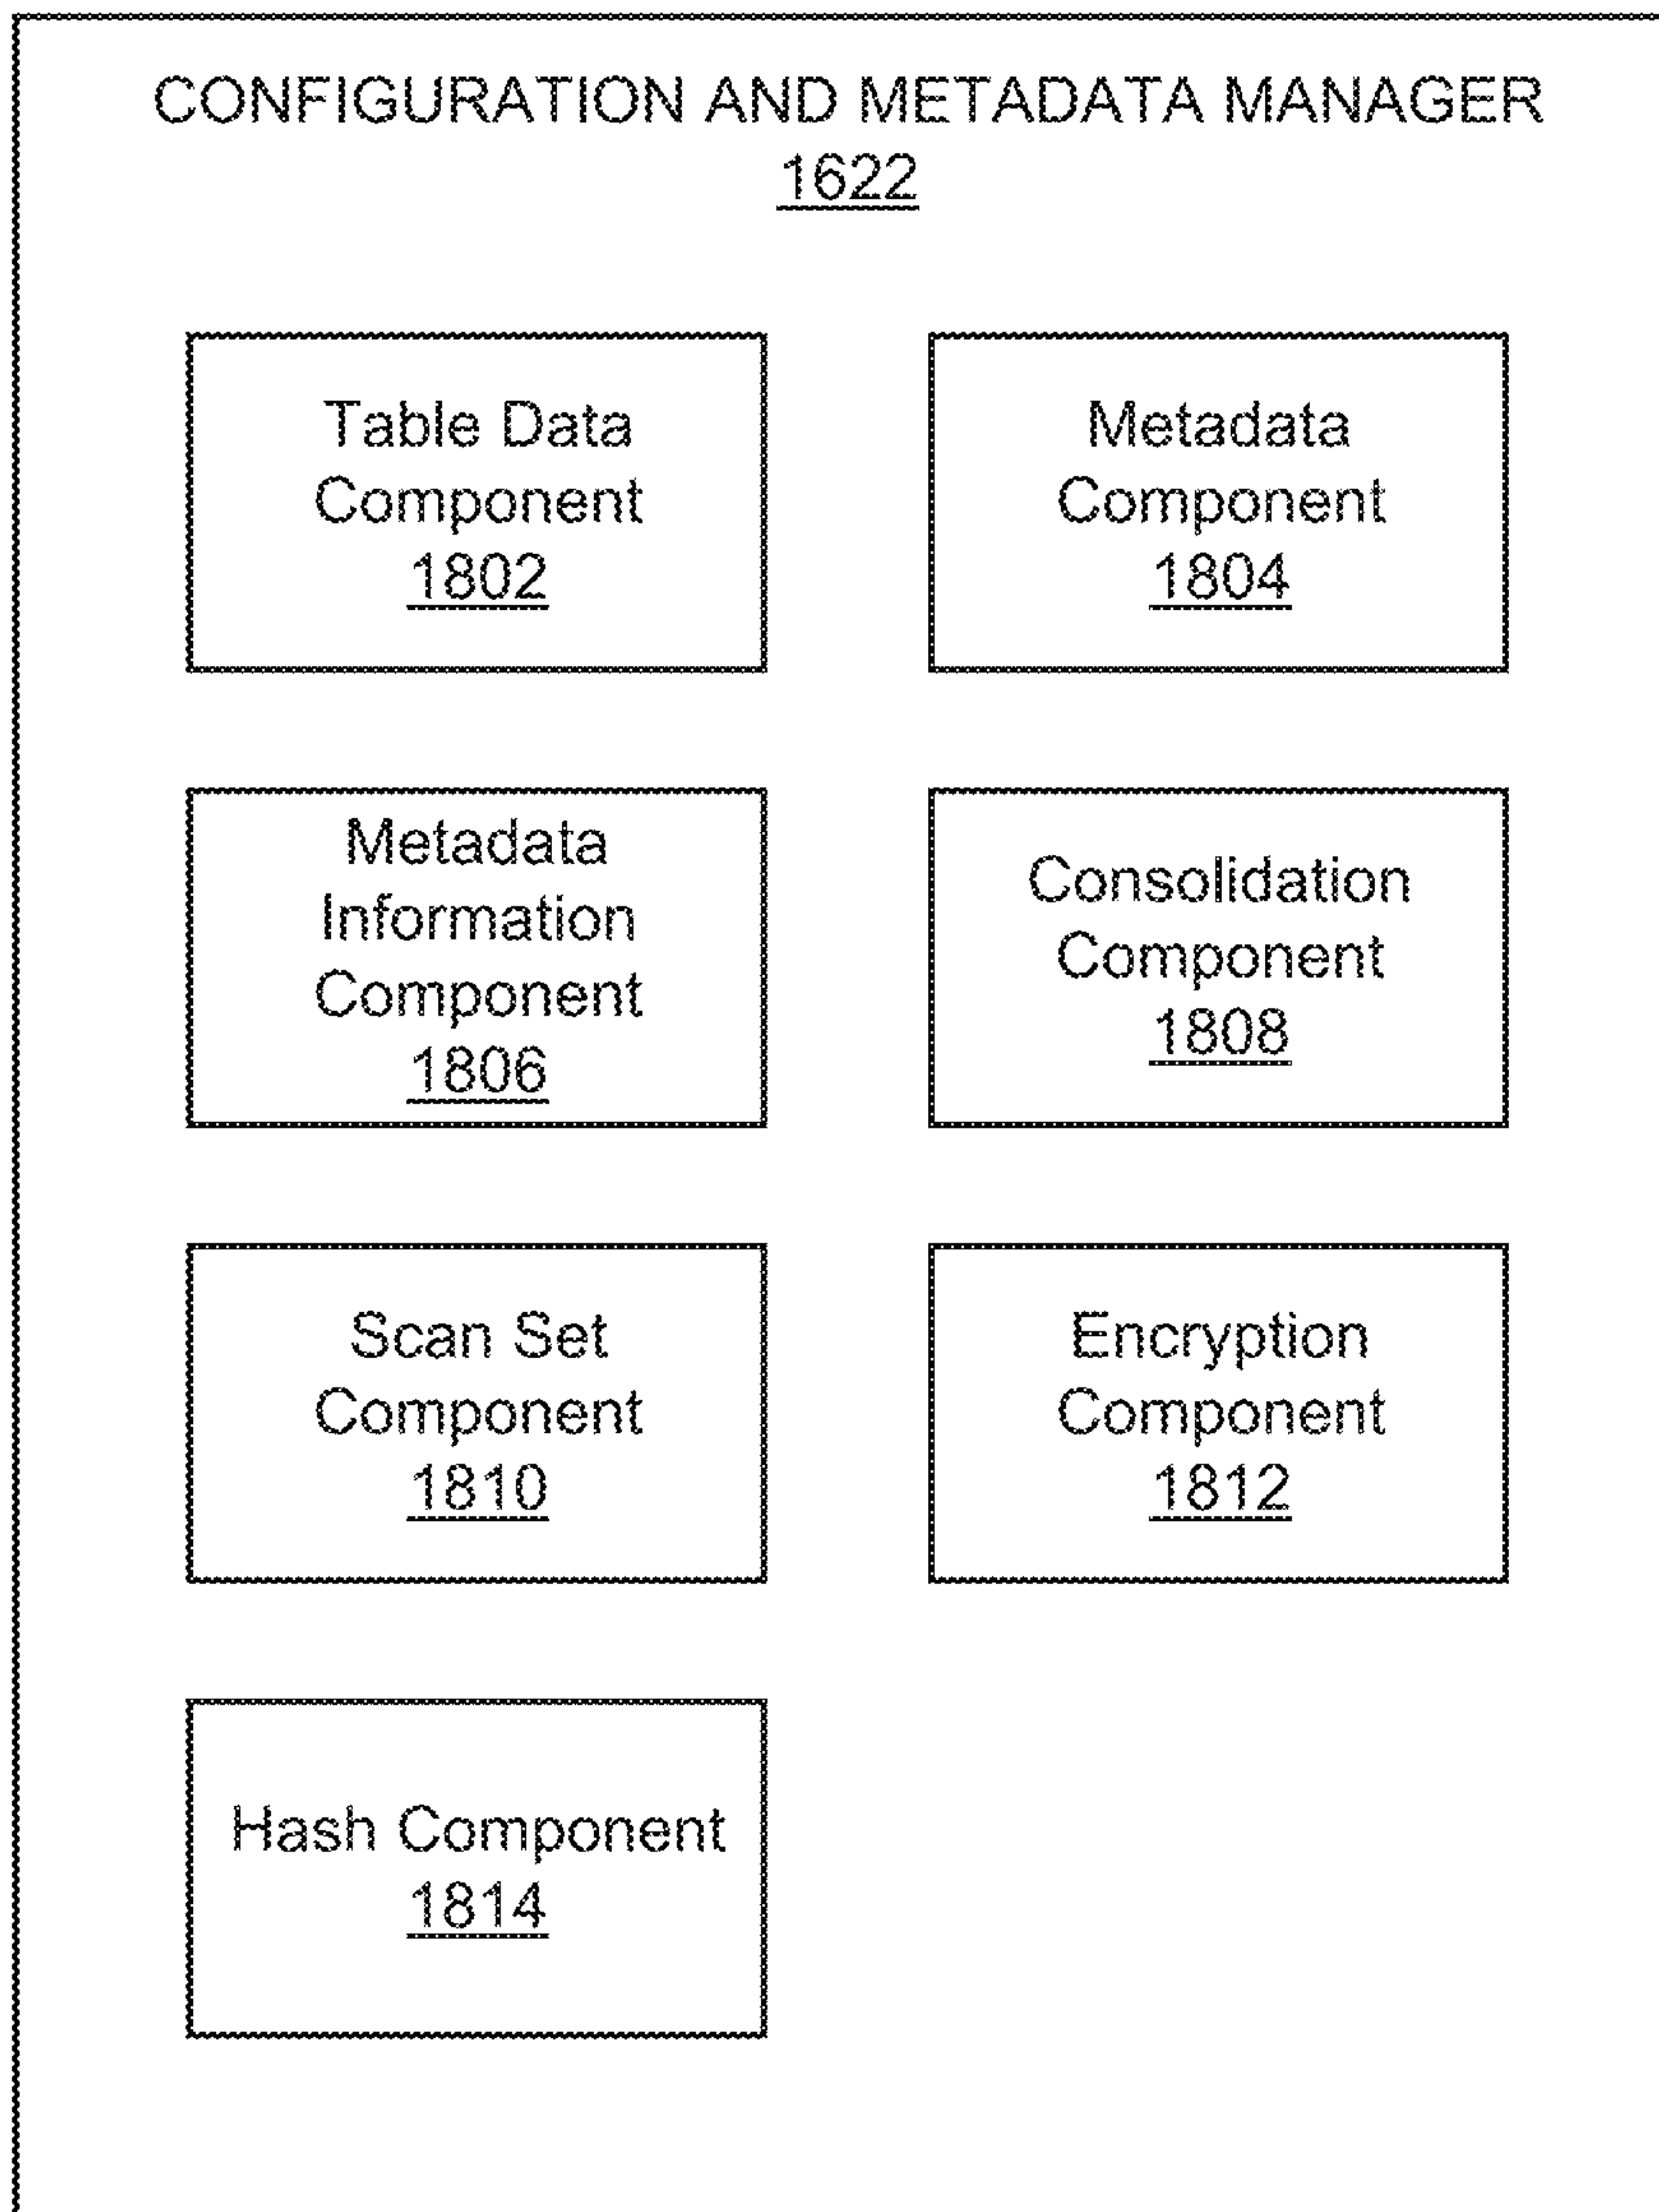 CONFIGURATION AND METADATA MANAGER
1622
Table Data
Component
1802
Metadata
Component
1804
Metadata
Information
Component
1806
Consolidation
Component
1808
Scan Set
Component
1810
Encryption
Component
1812
Hash Component
1814